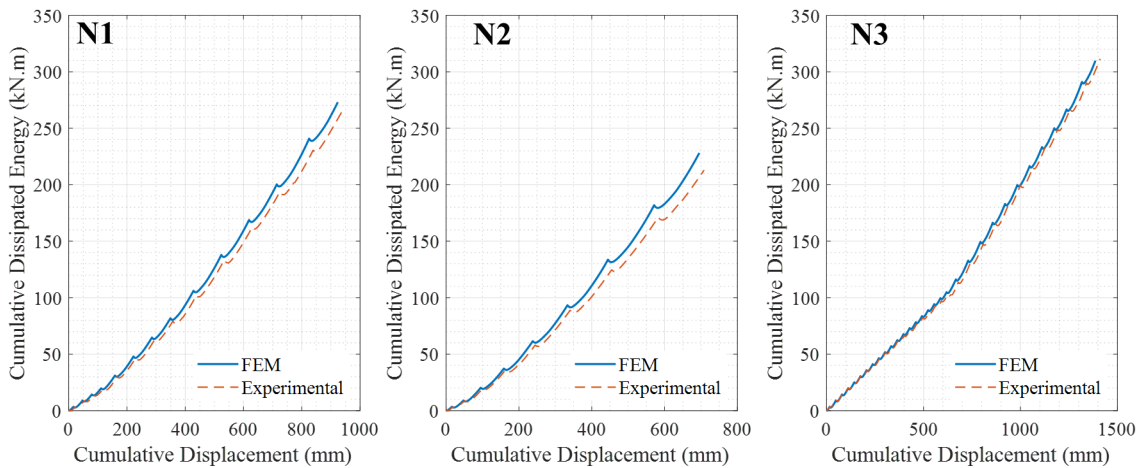 N1
Cumulative Dissipated Energy (kN.m)
350
300
250
200
150
100
50
0
FEM
Experimental
0 200 400 600 800 1000
Cumulative Displacement (mm)
N2
Cumulative Dissipated Energy (kN.m)
350
300
250
200
150
100
50
0
FEM
Experimental
0 200 400 600 800
Cumulative Displacement (mm)
N3
Cumulative Dissipated Energy (kN.m)
350
300
250
200
150
100
50
0
FEM
Experimental
0 500 1000 1500
Cumulative Displacement (mm)